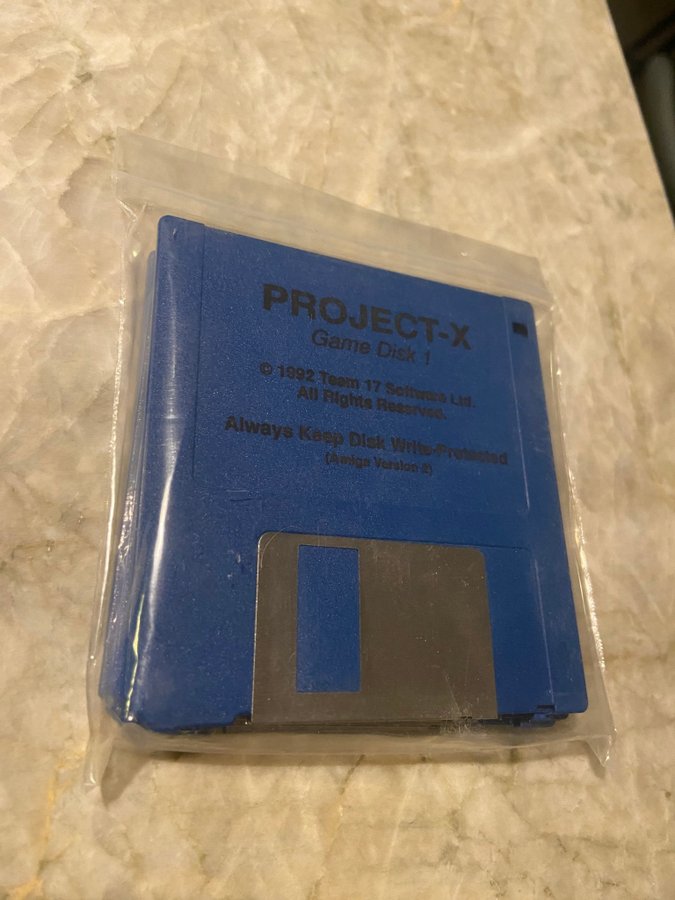 PROJECT-X
Game Disk 1
© 1992 Team 17 Software Ltd.
All Rights Reserved.
Always Keep Disk Write-Protected
(Amiga Version 2)